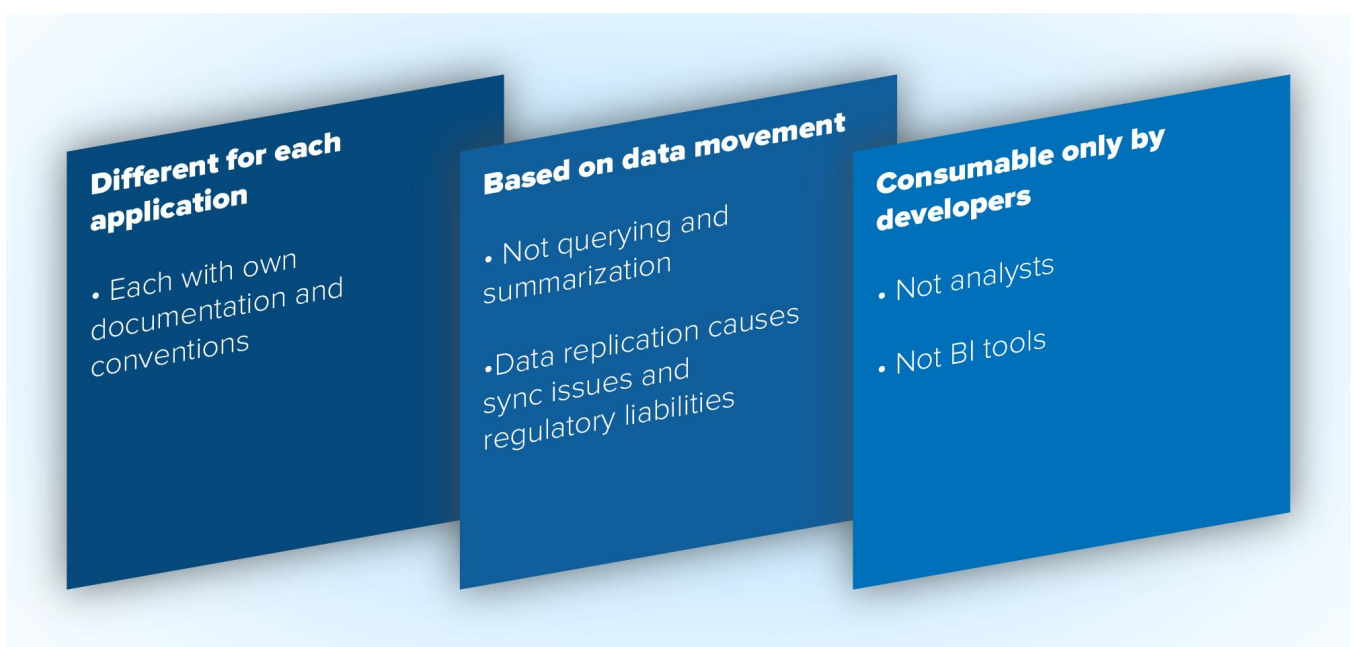 Different for each
application
• Each with own
documentation and
conventions
Based on data movement
• Not querying and
summarization
•Data replication causes
sync issues and
regulatory liabilities
Consumable only by
developers
• Not analysts
• Not BI tools